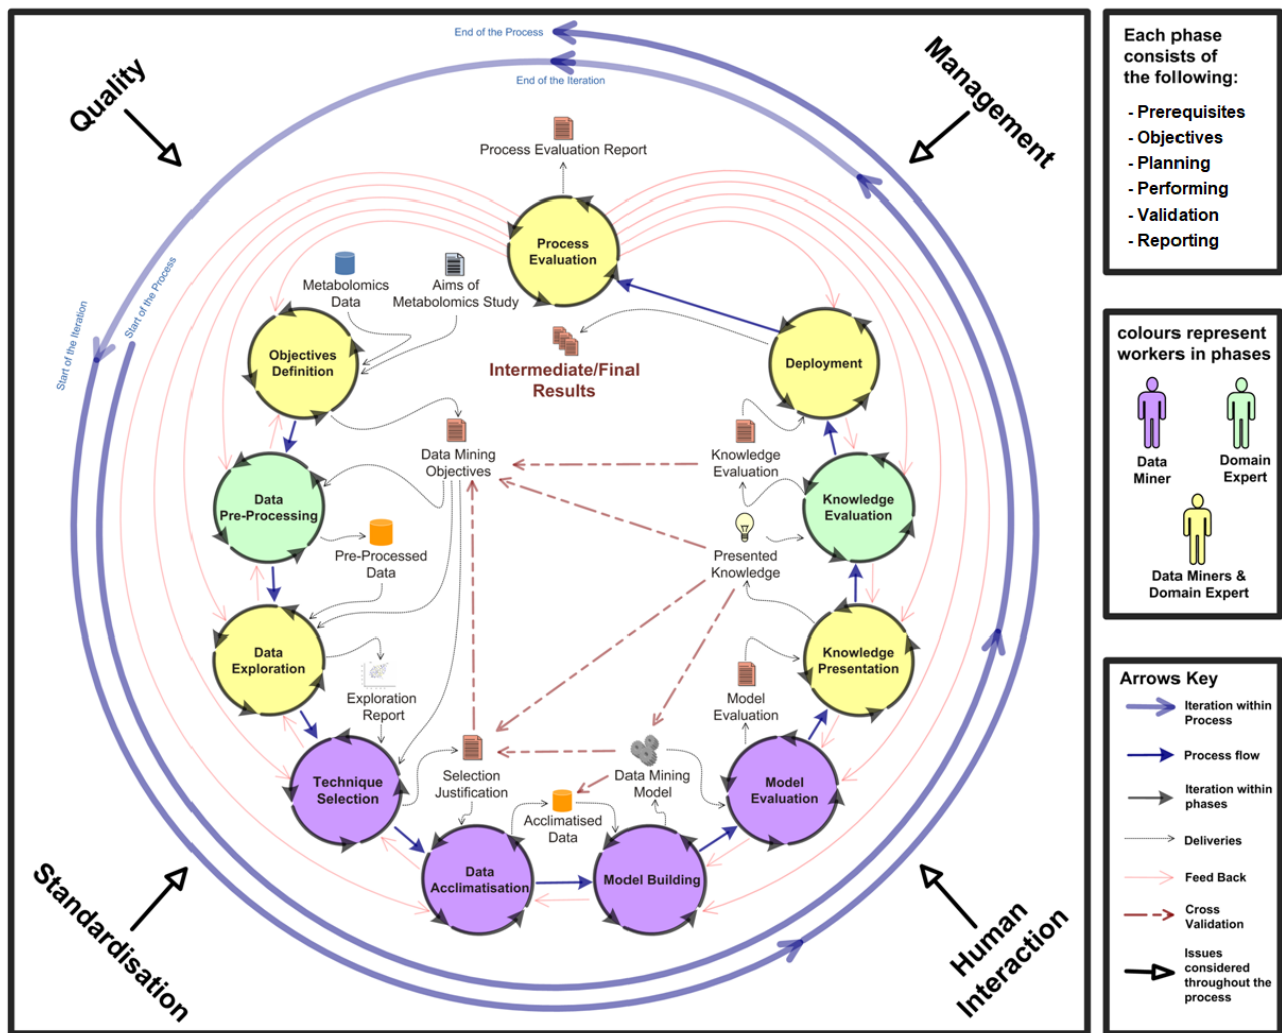 End of the Process
End of the Iteration
Quality
Management
Process Evaluation Report
Process
Evaluation
Start of the Iteration
Start of the Process
Metabolomics
Data
Aims of
Metabolomics Study
Objectives
Definition
Intermediate/Final
Results
Deployment
Data Mining
Objectives
Knowledge
Evaluation
Data
Pre-Processing
Knowledge
Evaluation
Pre-Processed
Data
Presented
Knowledge
Data
Exploration
Knowledge
Presentation
Exploration
Report
Model
Evaluation
Technique
Selection
Selection
Justification
Data Mining
Model
Model
Evaluation
Acclimatised
Data
Data
Acclimatisation
Model Building
Standardisation
Human
Interaction
Each phase
consists of
the following:
- Prerequisites
- Objectives
- Planning
- Performing
- Validation
- Reporting
colours represent
workers in phases
Data
Miner
Domain
Expert
Data Miners &
Domain Expert
Arrows Key
Iteration within
Process
Process flow
Iteration within
phases
Deliveries
Feed Back
Cross
Validation
Issues
considered
throughout the
process